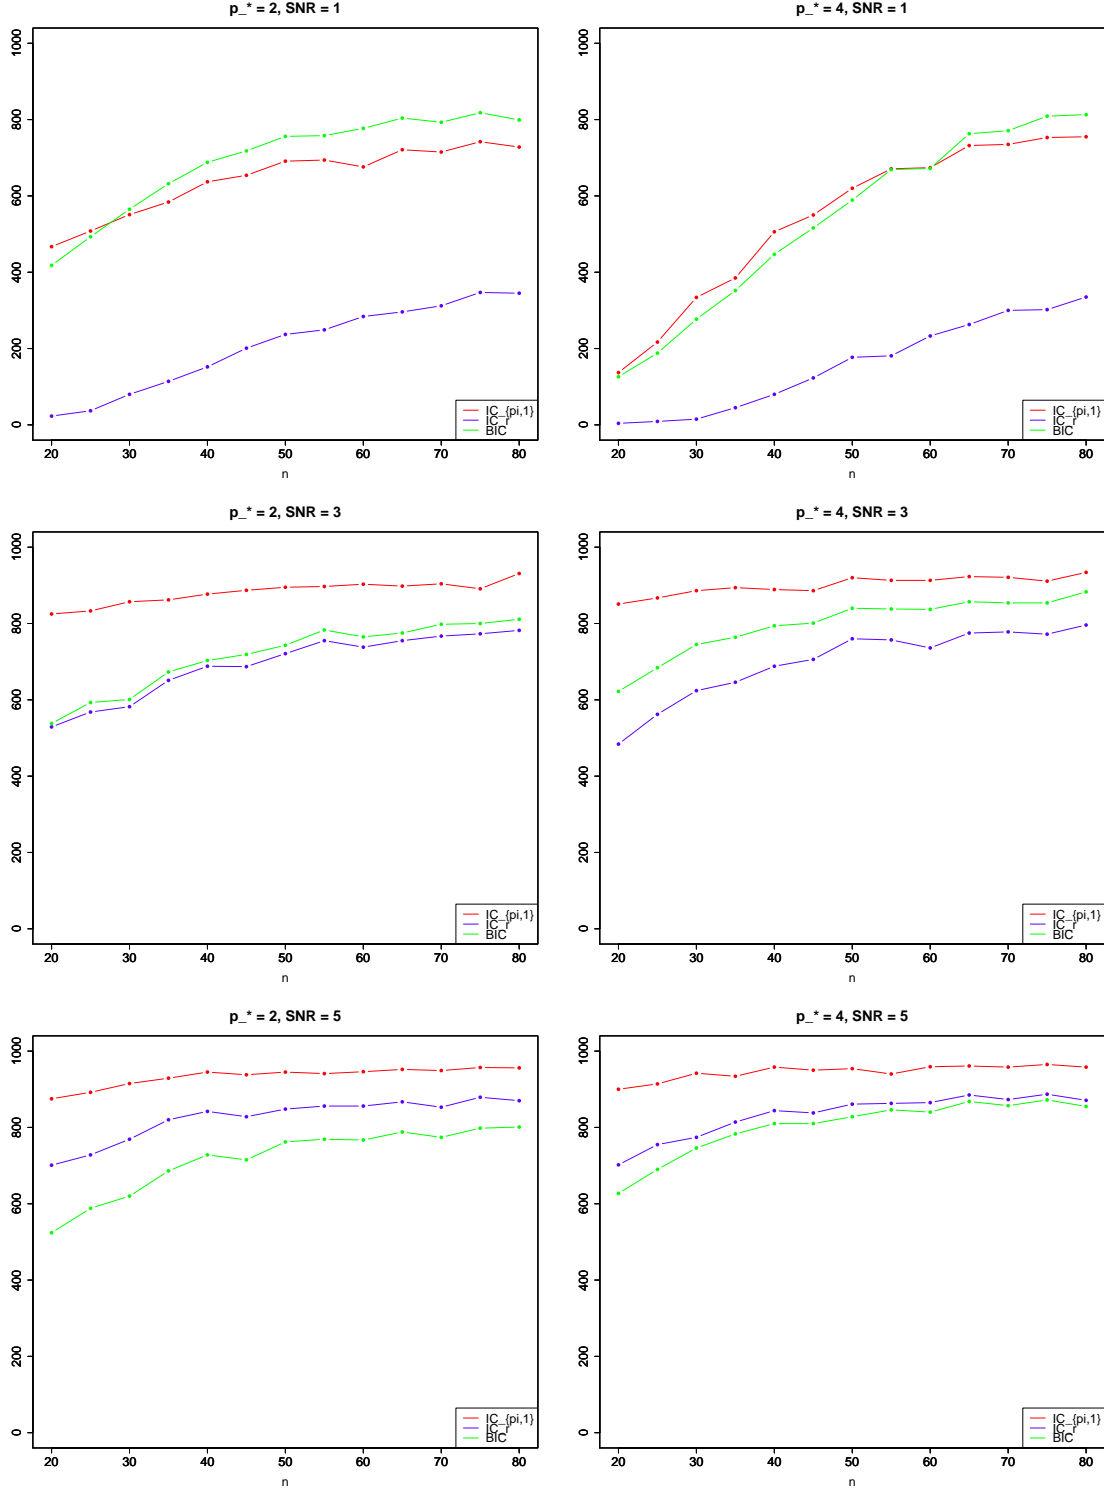 p_* = 2, SNR = 1
1000
800
600
400
200
0
IC_{pi,1}
IC_r
BIC
20 30 40 50 60 70 80
n
p_* = 4, SNR = 1
1000
800
600
400
200
0
IC_{pi,1}
IC_r
BIC
20 30 40 50 60 70 80
n
p_* = 2, SNR = 3
1000
800
600
400
200
0
IC_{pi,1}
IC_r
BIC
20 30 40 50 60 70 80
n
p_* = 4, SNR = 3
1000
800
600
400
200
0
IC_{pi,1}
IC_r
BIC
20 30 40 50 60 70 80
n
p_* = 2, SNR = 5
1000
800
600
400
200
0
IC_{pi,1}
IC_r
BIC
20 30 40 50 60 70 80
n
p_* = 4, SNR = 5
1000
800
600
400
200
0
IC_{pi,1}
IC_r
BIC
20 30 40 50 60 70 80
n